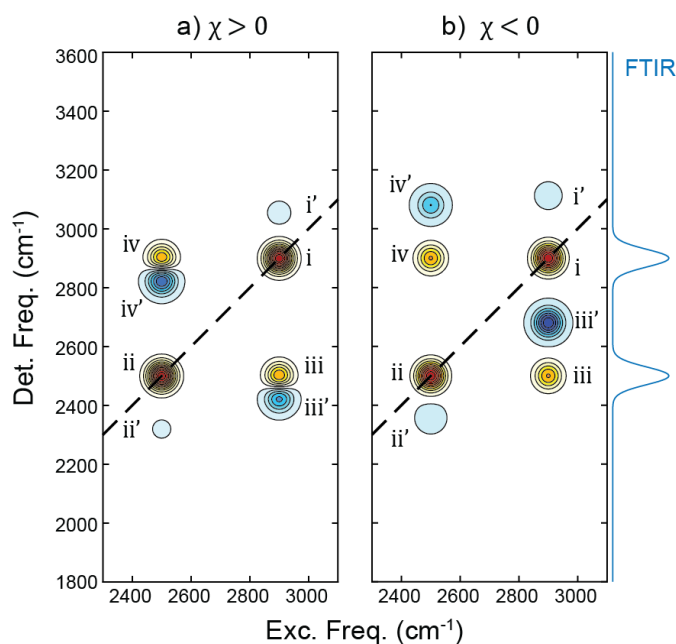 a) χ > 0
b) χ < 0
FTIR
Det. Freq. (cm⁻¹)
3600
3400
3200
3000
2800
2600
2400
2200
2000
1800
i'
iv
i
iv'
ii
iii
iii'
ii'
iv'
i'
iv
i
iii'
ii
iii
ii'
2400 2600 2800 3000
2400 2600 2800 3000
Exc. Freq. (cm⁻¹)